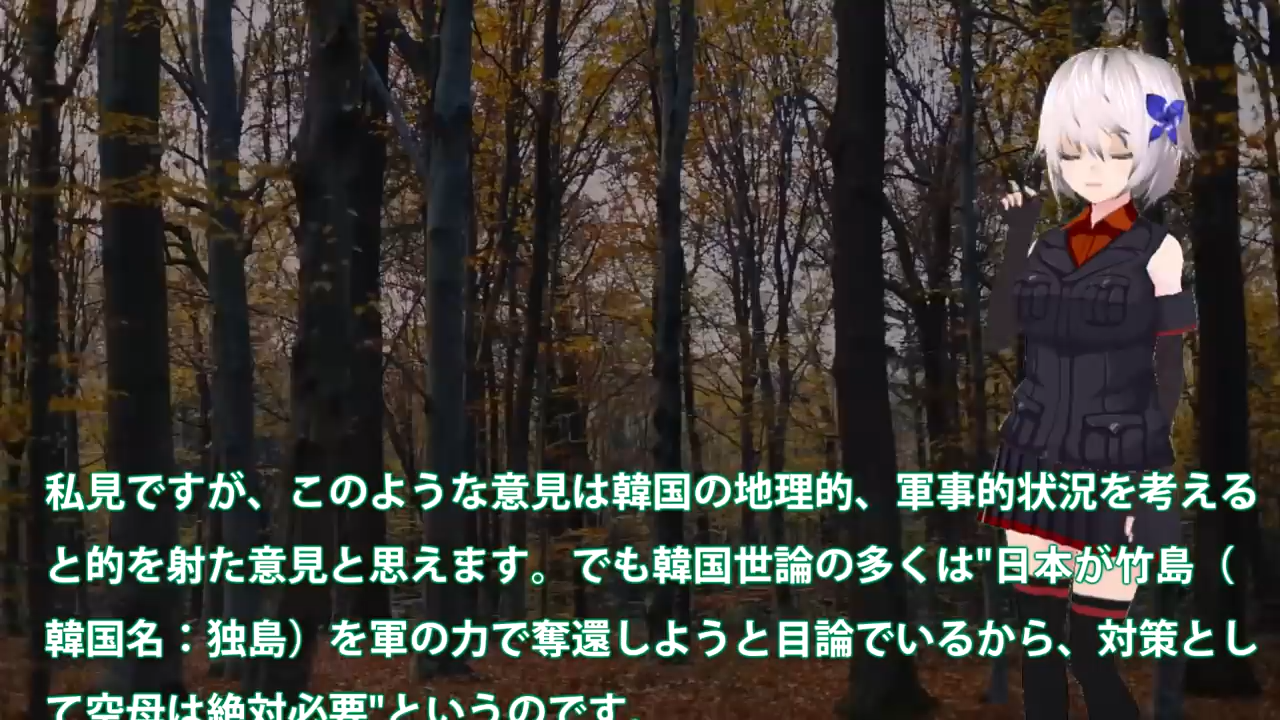 私見ですが、このような意見は韓国の地理的、軍事的状況を考える
と的を射た意見と思えます。でも韓国世論の多くは"日本が竹島（
韓国名：独島）を軍の力で奪還しようと目論でいるから、対策とし
て空母は絶対必要"というのです。